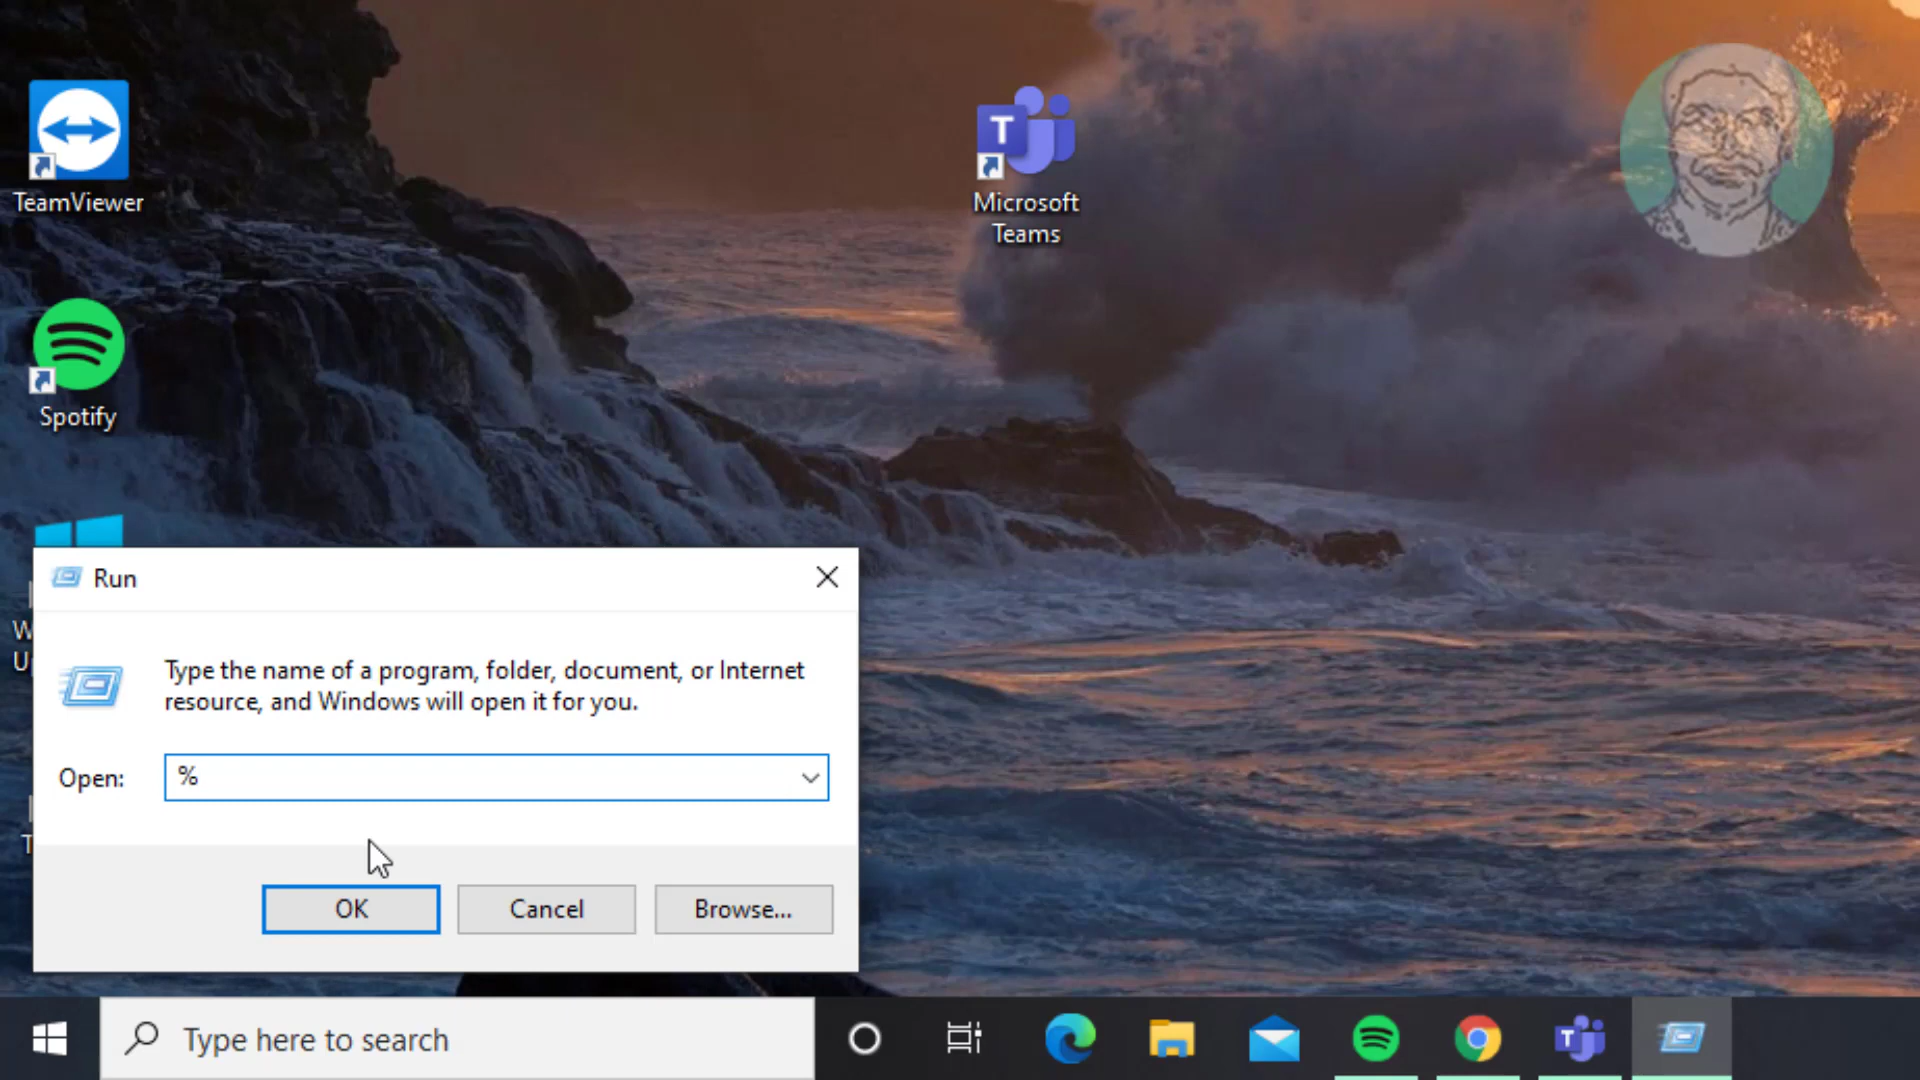 TeamViewer
Microsoft
Teams
Spotify
Run
Type the name of a program, folder, document, or Internet
resource, and Windows will open it for you.
Open:
%
OK
Cancel
Browse...
Type here to search